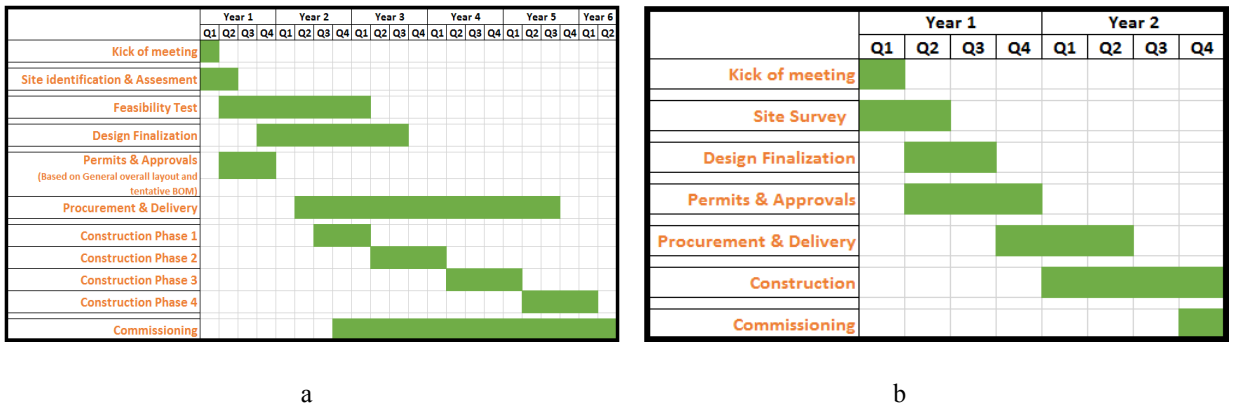 Year 1 Year 2 Year 3 Year 4 Year 5 Year 6
Q1 Q2 Q3 Q4 Q1 Q2 Q3 Q4 Q1 Q2 Q3 Q4 Q1 Q2 Q3 Q4 Q1 Q2 Q3 Q4 Q1 Q2
Kick of meeting
Site identification & Assesment
Feasibility Test
Design Finalization
Permits & Approvals
(Based on General overall layout and
tentative BOM)
Procurement & Delivery
Construction Phase 1
Construction Phase 2
Construction Phase 3
Construction Phase 4
Commissioning
a
Year 1 Year 2
Q1 Q2 Q3 Q4 Q1 Q2 Q3 Q4
Kick of meeting
Site Survey
Design Finalization
Permits & Approvals
Procurement & Delivery
Construction
Commissioning
b